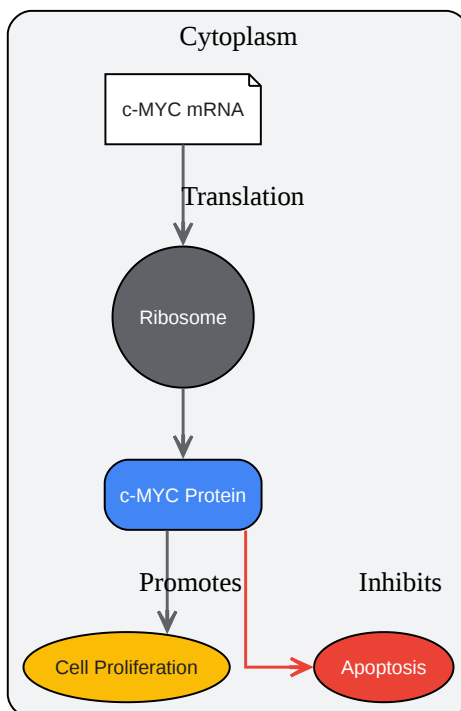 Cytoplasm
c-MYC mRNA
Translation
Ribosome
c-MYC Protein
Promotes
Inhibits
Cell Proliferation
Apoptosis